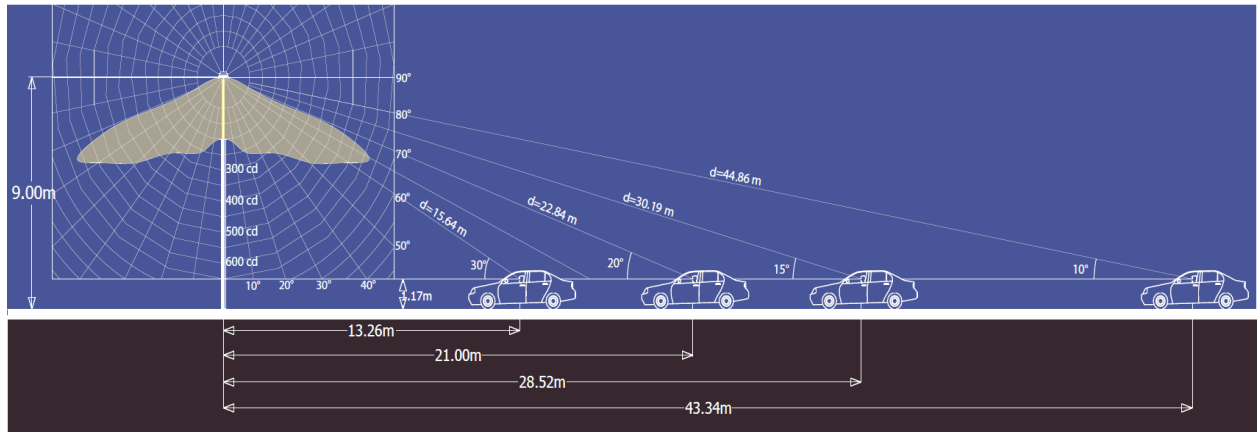 90°
80°
70°
60°
50°
40°
30°
20°
10°
300 cd
400 cd
500 cd
600 cd
9.00m
.17m
d=15.64 m
d=22.84 m
d=30.19 m
d=44.86 m
30°
20°
15°
10°
13.26m
21.00m
28.52m
43.34m